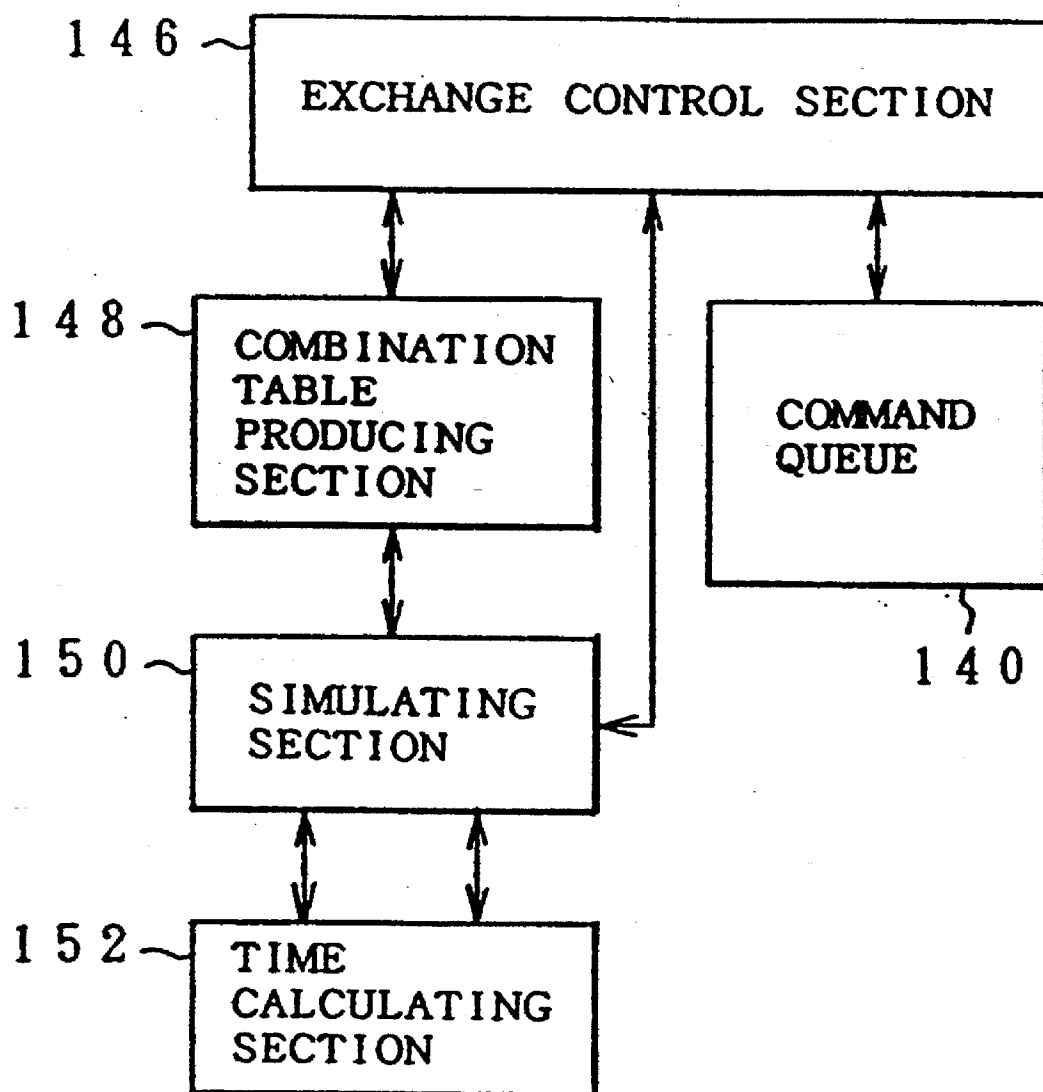 146
EXCHANGE CONTROL SECTION
148
COMBINATION
TABLE
PRODUCING
SECTION
COMMAND
QUEUE
150
SIMULATING
SECTION
140
152
TIME
CALCULATING
SECTION